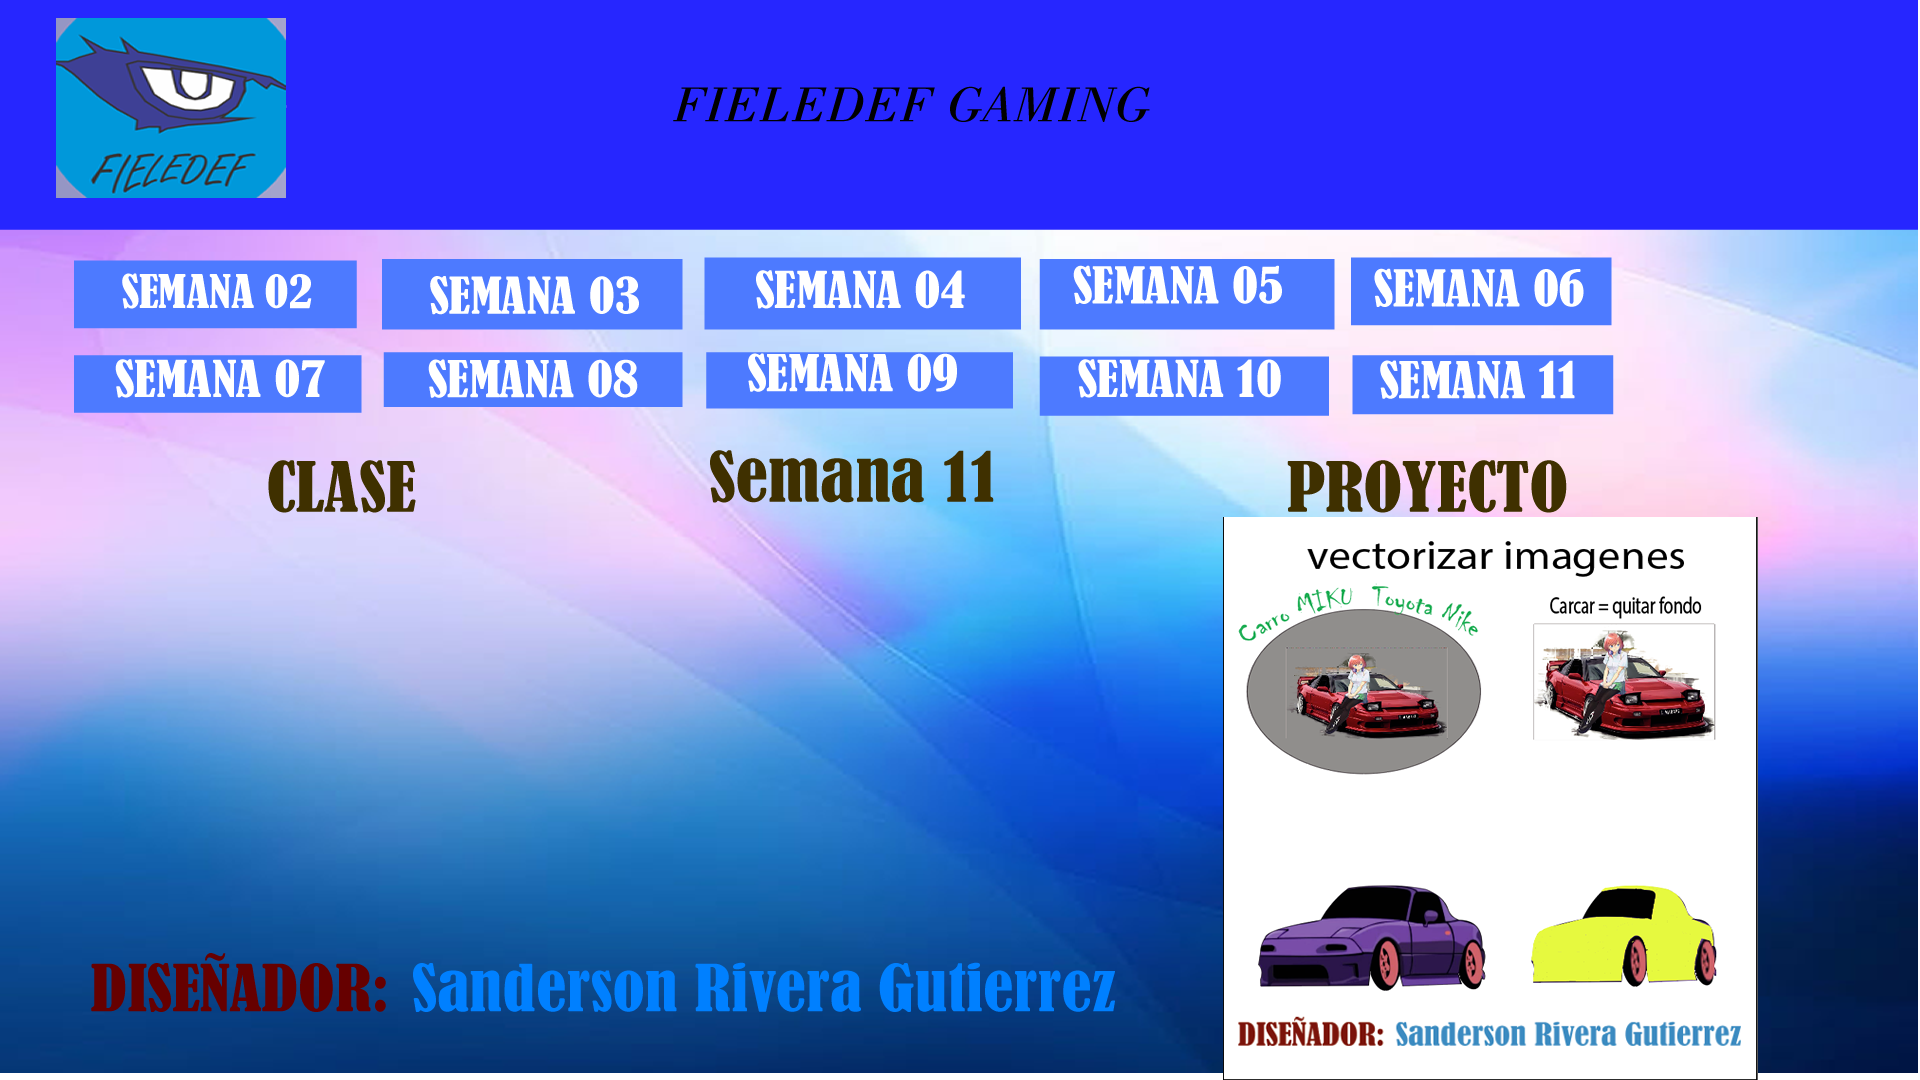 FIELEDEF
FIELEDEF GAMING
SEMANA 02
SEMANA 03
SEMANA 04
SEMANA 05
SEMANA 06
SEMANA 07
SEMANA 08
SEMANA 09
SEMANA 10
SEMANA 11
CLASE
Semana 11
PROYECTO
vectorizar imagenes
Carro MIKU Toyota Nike
Carcar = quitar fondo
DISEÑADOR: Sanderson Rivera Gutierrez
DISEÑADOR: Sanderson Rivera Gutierrez